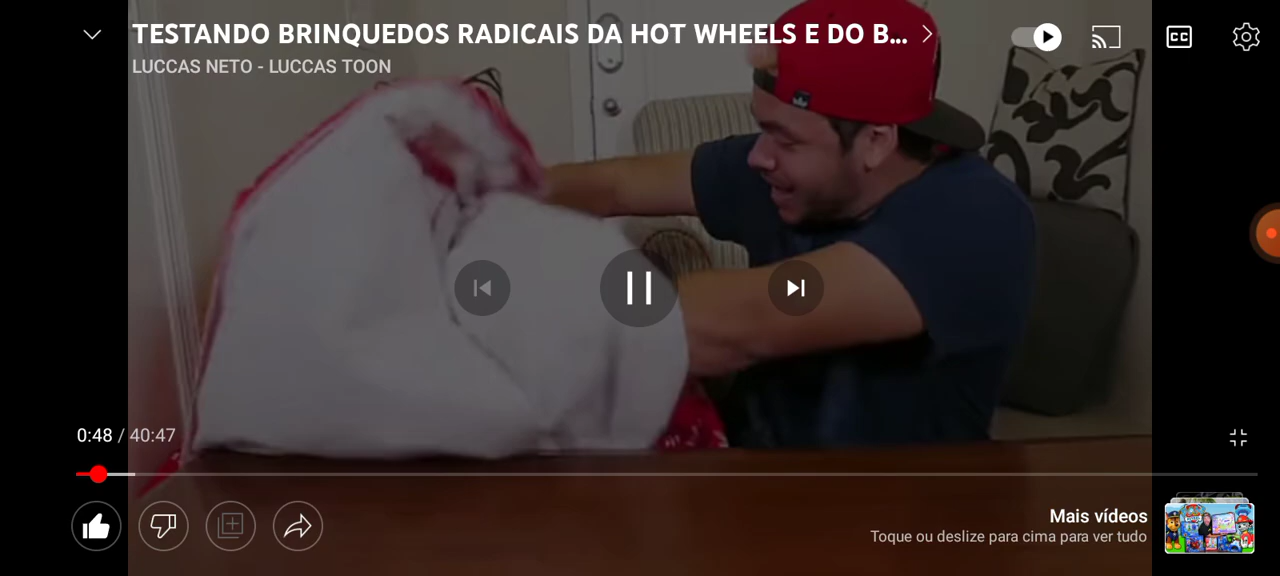 TESTANDO BRINQUEDOS RADICAIS DA HOT WHEELS E DO B...
LUCCAS NETO - LUCCAS TOON
CC
0:48 / 40:47
Mais vídeos
Toque ou deslize para cima para ver tudo